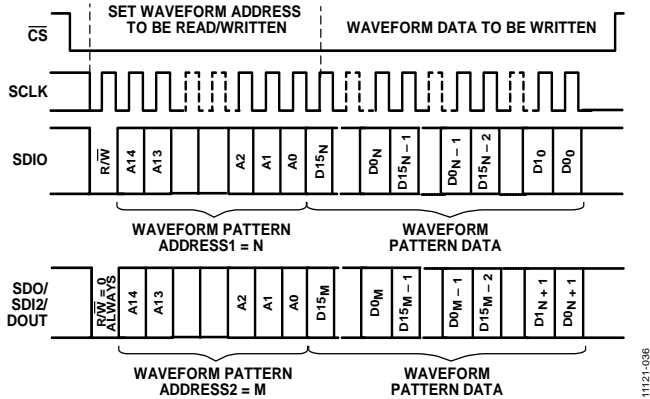 SET WAVEFORM ADDRESS
TO BE READ/WRITTEN
WAVEFORM DATA TO BE WRITTEN
CS
SCLK
SDIO
R/W
A14
A13
A2
A1
A0
D15N
D0N
D15N – 1
D0N – 1
D15N – 2
D10
D00
WAVEFORM PATTERN
ADDRESS1 = N
WAVEFORM
PATTERN DATA
SDO/
SDI2/
DOUT
R/W = 0
ALWAYS
A14
A13
A2
A1
A0
D15M
D0M
D15M – 1
D0M – 1
D15M – 2
D1N + 1
D0N + 1
WAVEFORM PATTERN
ADDRESS2 = M
WAVEFORM
PATTERN DATA
11121-036